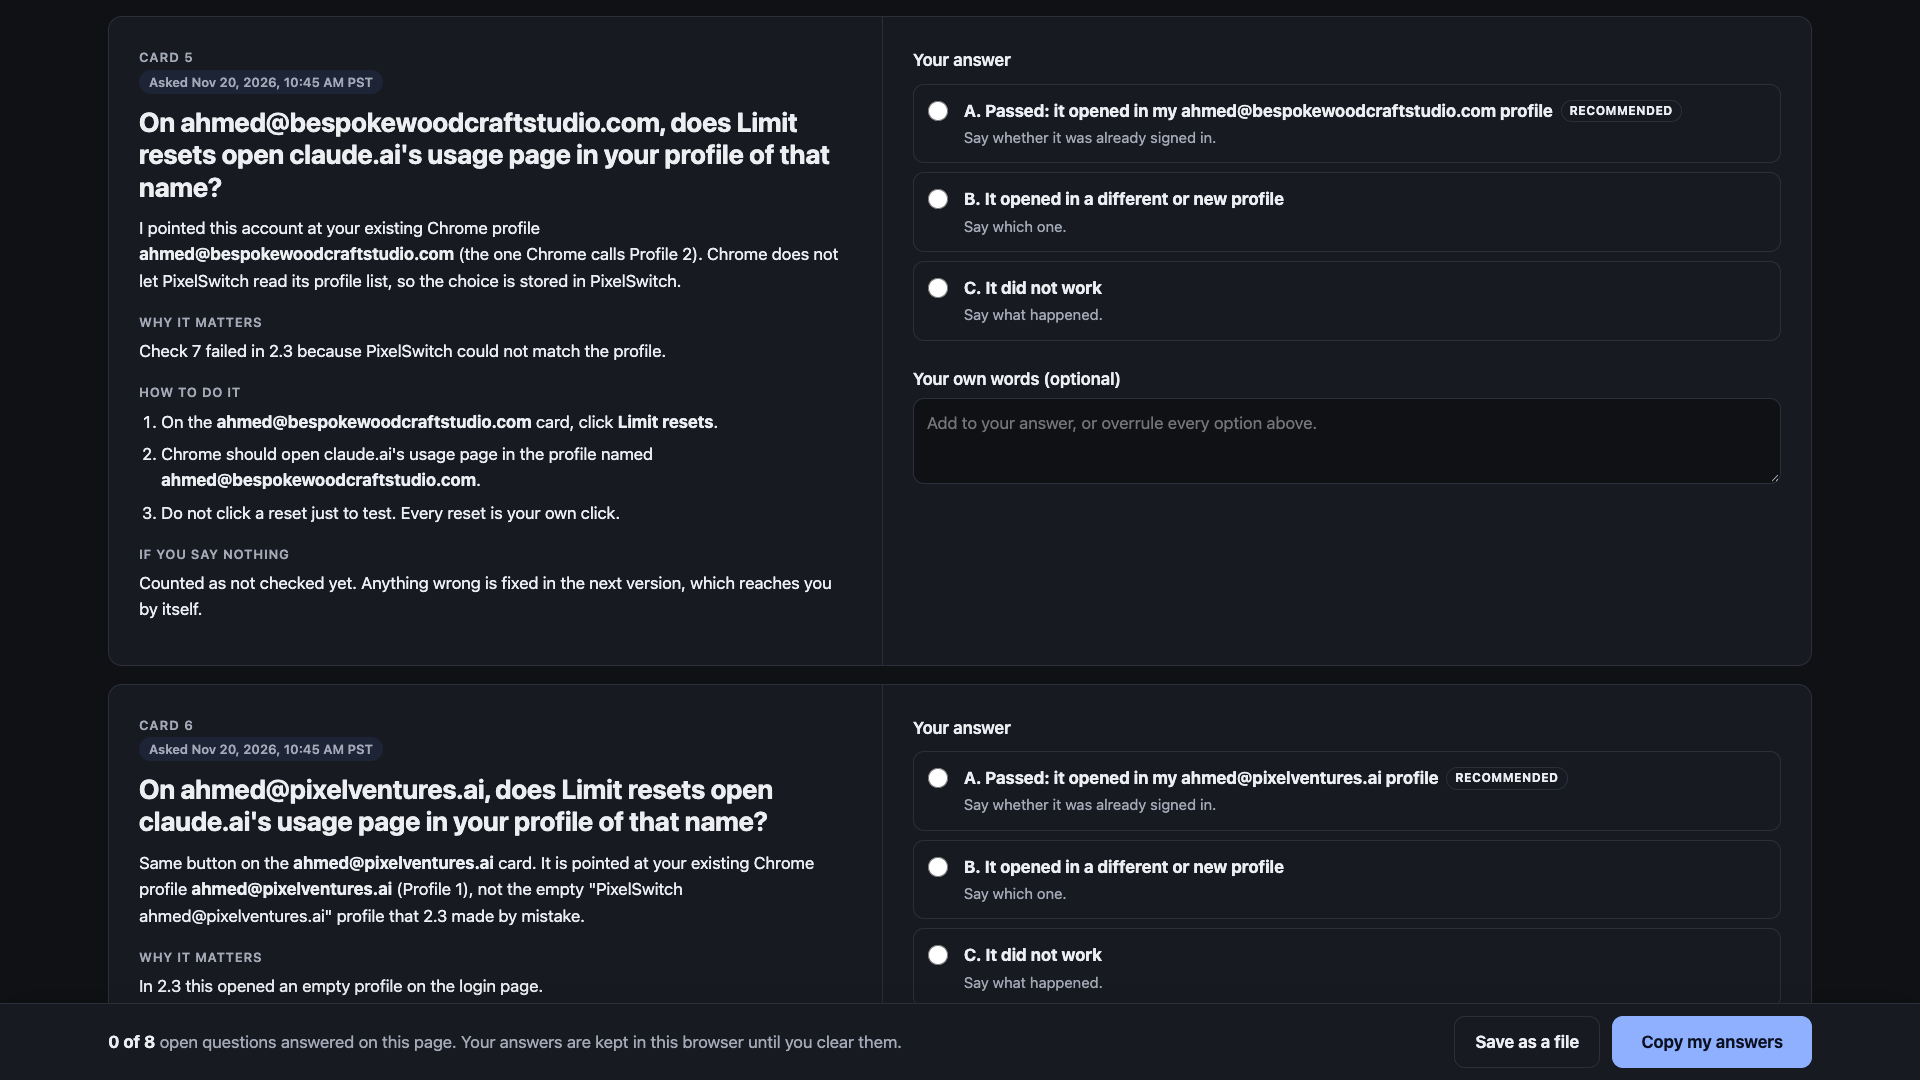 CARD 5
Asked Nov 20, 2026, 10:45 AM PST
On ahmed@bespokewoodcraftstudio.com, does Limit
resets open claude.ai's usage page in your profile of that
name?
I pointed this account at your existing Chrome profile
ahmed@bespokewoodcraftstudio.com (the one Chrome calls Profile 2). Chrome does not
let PixelSwitch read its profile list, so the choice is stored in PixelSwitch.
WHY IT MATTERS
Check 7 failed in 2.3 because PixelSwitch could not match the profile.
HOW TO DO IT
1. On the ahmed@bespokewoodcraftstudio.com card, click Limit resets.
2. Chrome should open claude.ai's usage page in the profile named
ahmed@bespokewoodcraftstudio.com.
3. Do not click a reset just to test. Every reset is your own click.
IF YOU SAY NOTHING
Counted as not checked yet. Anything wrong is fixed in the next version, which reaches you
by itself.
Your answer
A. Passed: it opened in my ahmed@bespokewoodcraftstudio.com profile RECOMMENDED
Say whether it was already signed in.
B. It opened in a different or new profile
Say which one.
C. It did not work
Say what happened.
Your own words (optional)
Add to your answer, or overrule every option above.
CARD 6
Asked Nov 20, 2026, 10:45 AM PST
On ahmed@pixelventures.ai, does Limit resets open
claude.ai's usage page in your profile of that name?
Same button on the ahmed@pixelventures.ai card. It is pointed at your existing Chrome
profile ahmed@pixelventures.ai (Profile 1), not the empty "PixelSwitch
ahmed@pixelventures.ai" profile that 2.3 made by mistake.
WHY IT MATTERS
In 2.3 this opened an empty profile on the login page.
Your answer
A. Passed: it opened in my ahmed@pixelventures.ai profile RECOMMENDED
Say whether it was already signed in.
B. It opened in a different or new profile
Say which one.
C. It did not work
Say what happened.
0 of 8 open questions answered on this page. Your answers are kept in this browser until you clear them.
Save as a file
Copy my answers